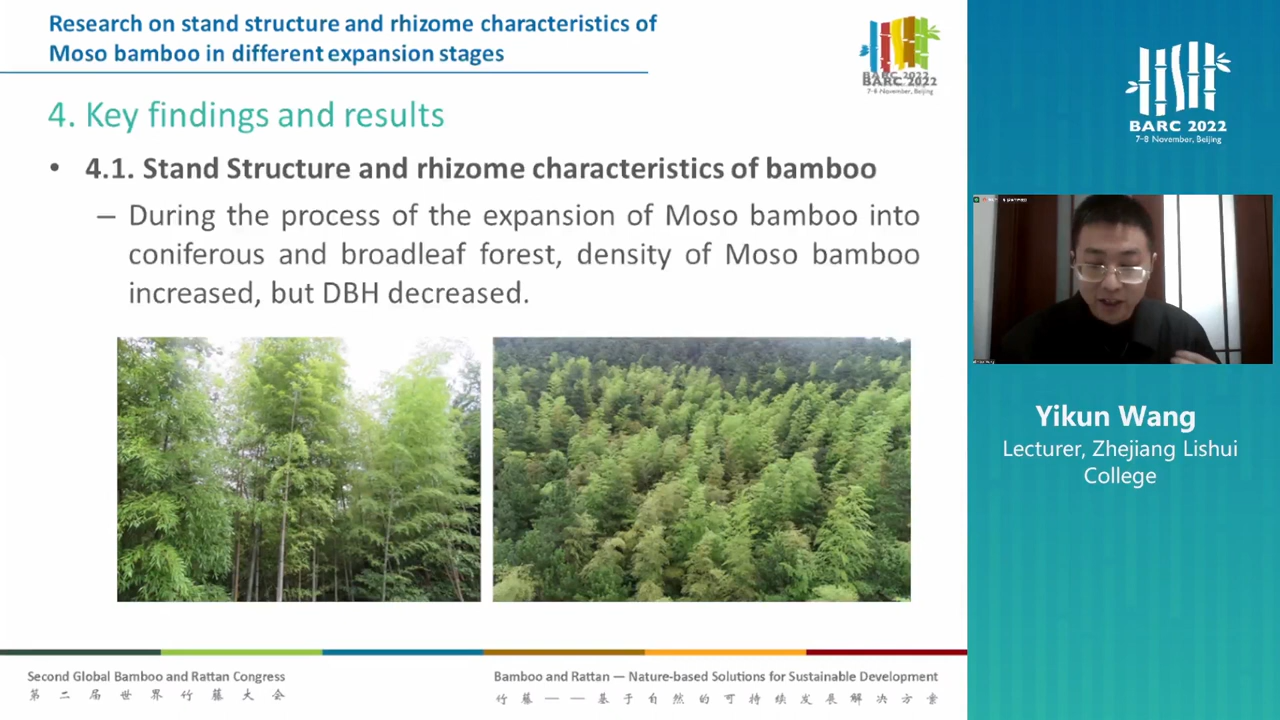 Research on stand structure and rhizome characteristics of
Moso bamboo in different expansion stages
BARC 2022
BARC 2022
7-8 November, Beijing
4. Key findings and results
• 4.1. Stand Structure and rhizome characteristics of bamboo
– During the process of the expansion of Moso bamboo into
coniferous and broadleaf forest, density of Moso bamboo
increased, but DBH decreased.
Second Global Bamboo and Rattan Congress
第二届世界竹藤大会
Bamboo and Rattan — Nature-based Solutions for Sustainable Development
竹藤——基于自然的可持续发展解决方案
BARC 2022
7-8 November, Beijing
Yikun Wang
Lecturer, Zhejiang Lishui
College